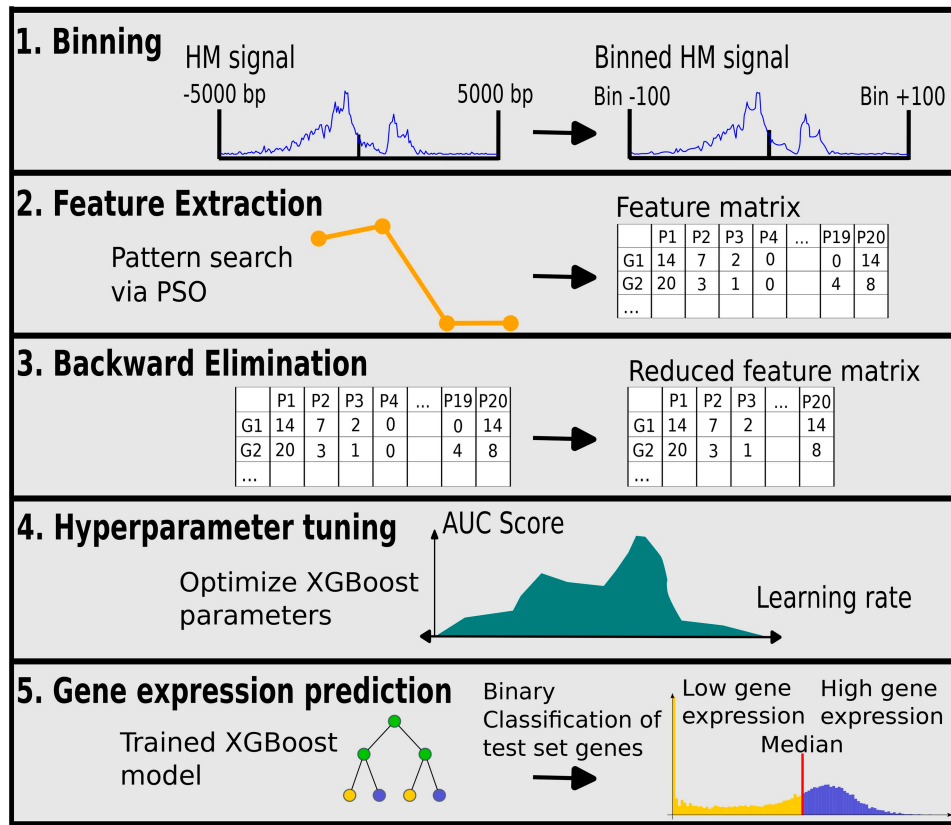 1. Binning
HM signal
-5000 bp
5000 bp
Binned HM signal
Bin -100
Bin +100
2. Feature Extraction
Pattern search
via PSO
Feature matrix
P1 P2 P3 P4 ... P19 P20
G1 14 7 2 0 0 14
G2 20 3 1 0 4 8
...
3. Backward Elimination
P1 P2 P3 P4 ... P19 P20
G1 14 7 2 0 0 14
G2 20 3 1 0 4 8
...
Reduced feature matrix
P1 P2 P3 ... P20
G1 14 7 2 14
G2 20 3 1 8
...
4. Hyperparameter tuning
Optimize XGBoost
parameters
AUC Score
Learning rate
5. Gene expression prediction
Trained XGBoost
model
Binary
Classification of
test set genes
Low gene
expression
High gene
expression
Median